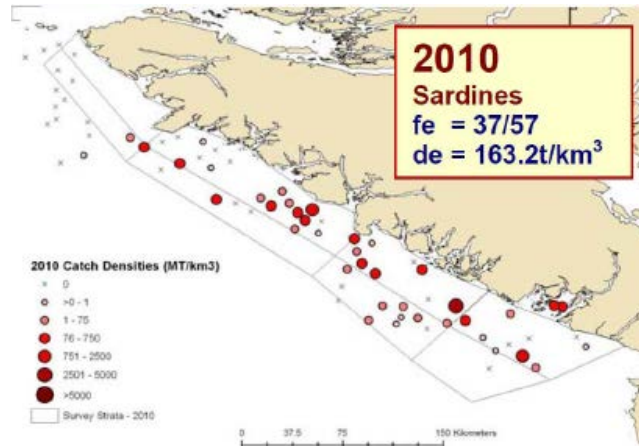 2010
Sardines
fe = 37/57
de = 163.2t/km³
2010 Catch Densities (MT/km3)
0
>0 - 1
1 - 75
76 - 750
751 - 2500
2501 - 5000
>5000
Survey Strata - 2010
0 37.5 75 150 Kilometers